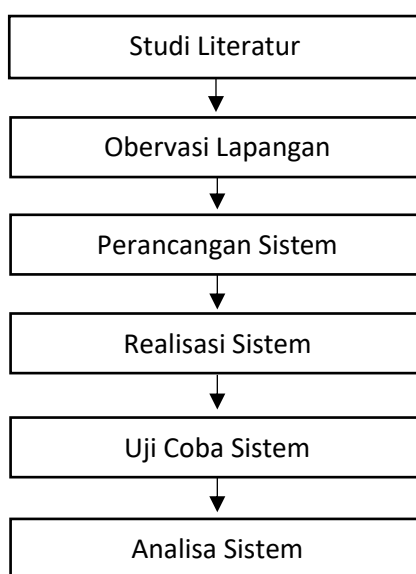 Studi Literatur
Obervasi Lapangan
Perancangan Sistem
Realisasi Sistem
Uji Coba Sistem
Analisa Sistem